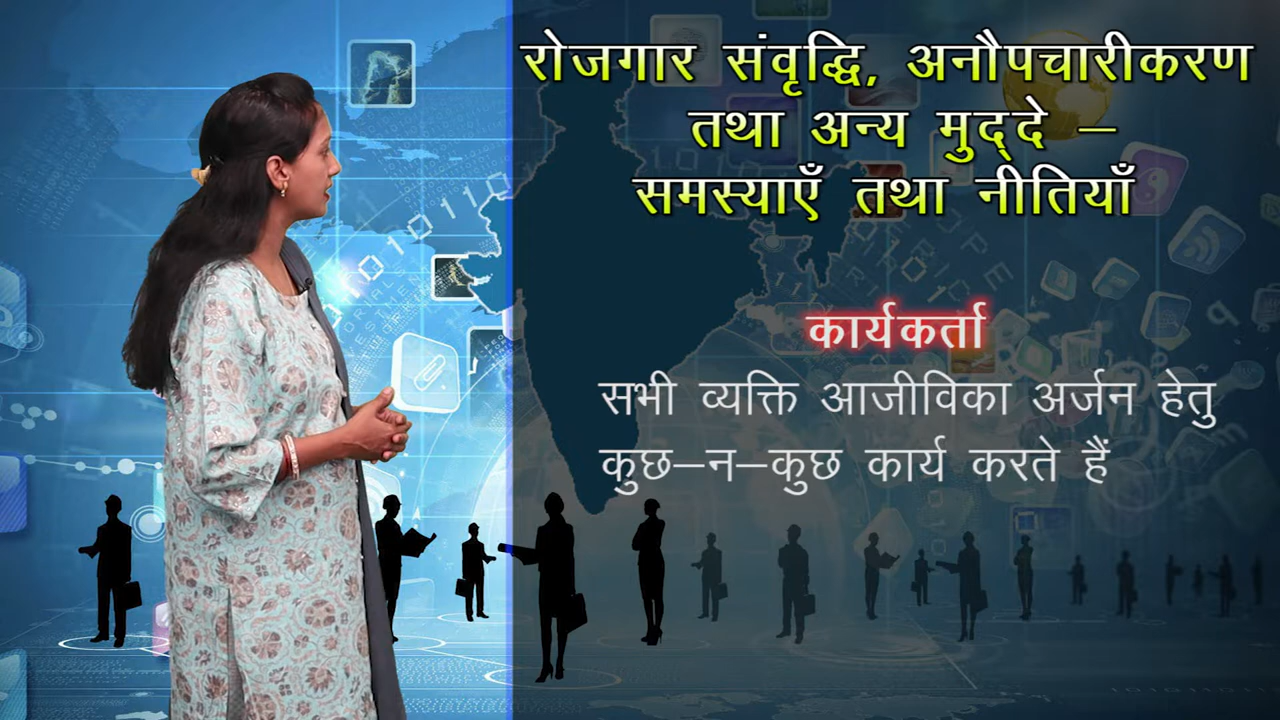 रोजगार संवृद्धि, अनौपचारीकरण
तथा अन्य मुद्‌दे –
समस्याएँ तथा नीतियाँ
कार्यकर्ता
सभी व्यक्ति आजीविका अर्जन हेतु
कुछ–न–कुछ कार्य करते हैं